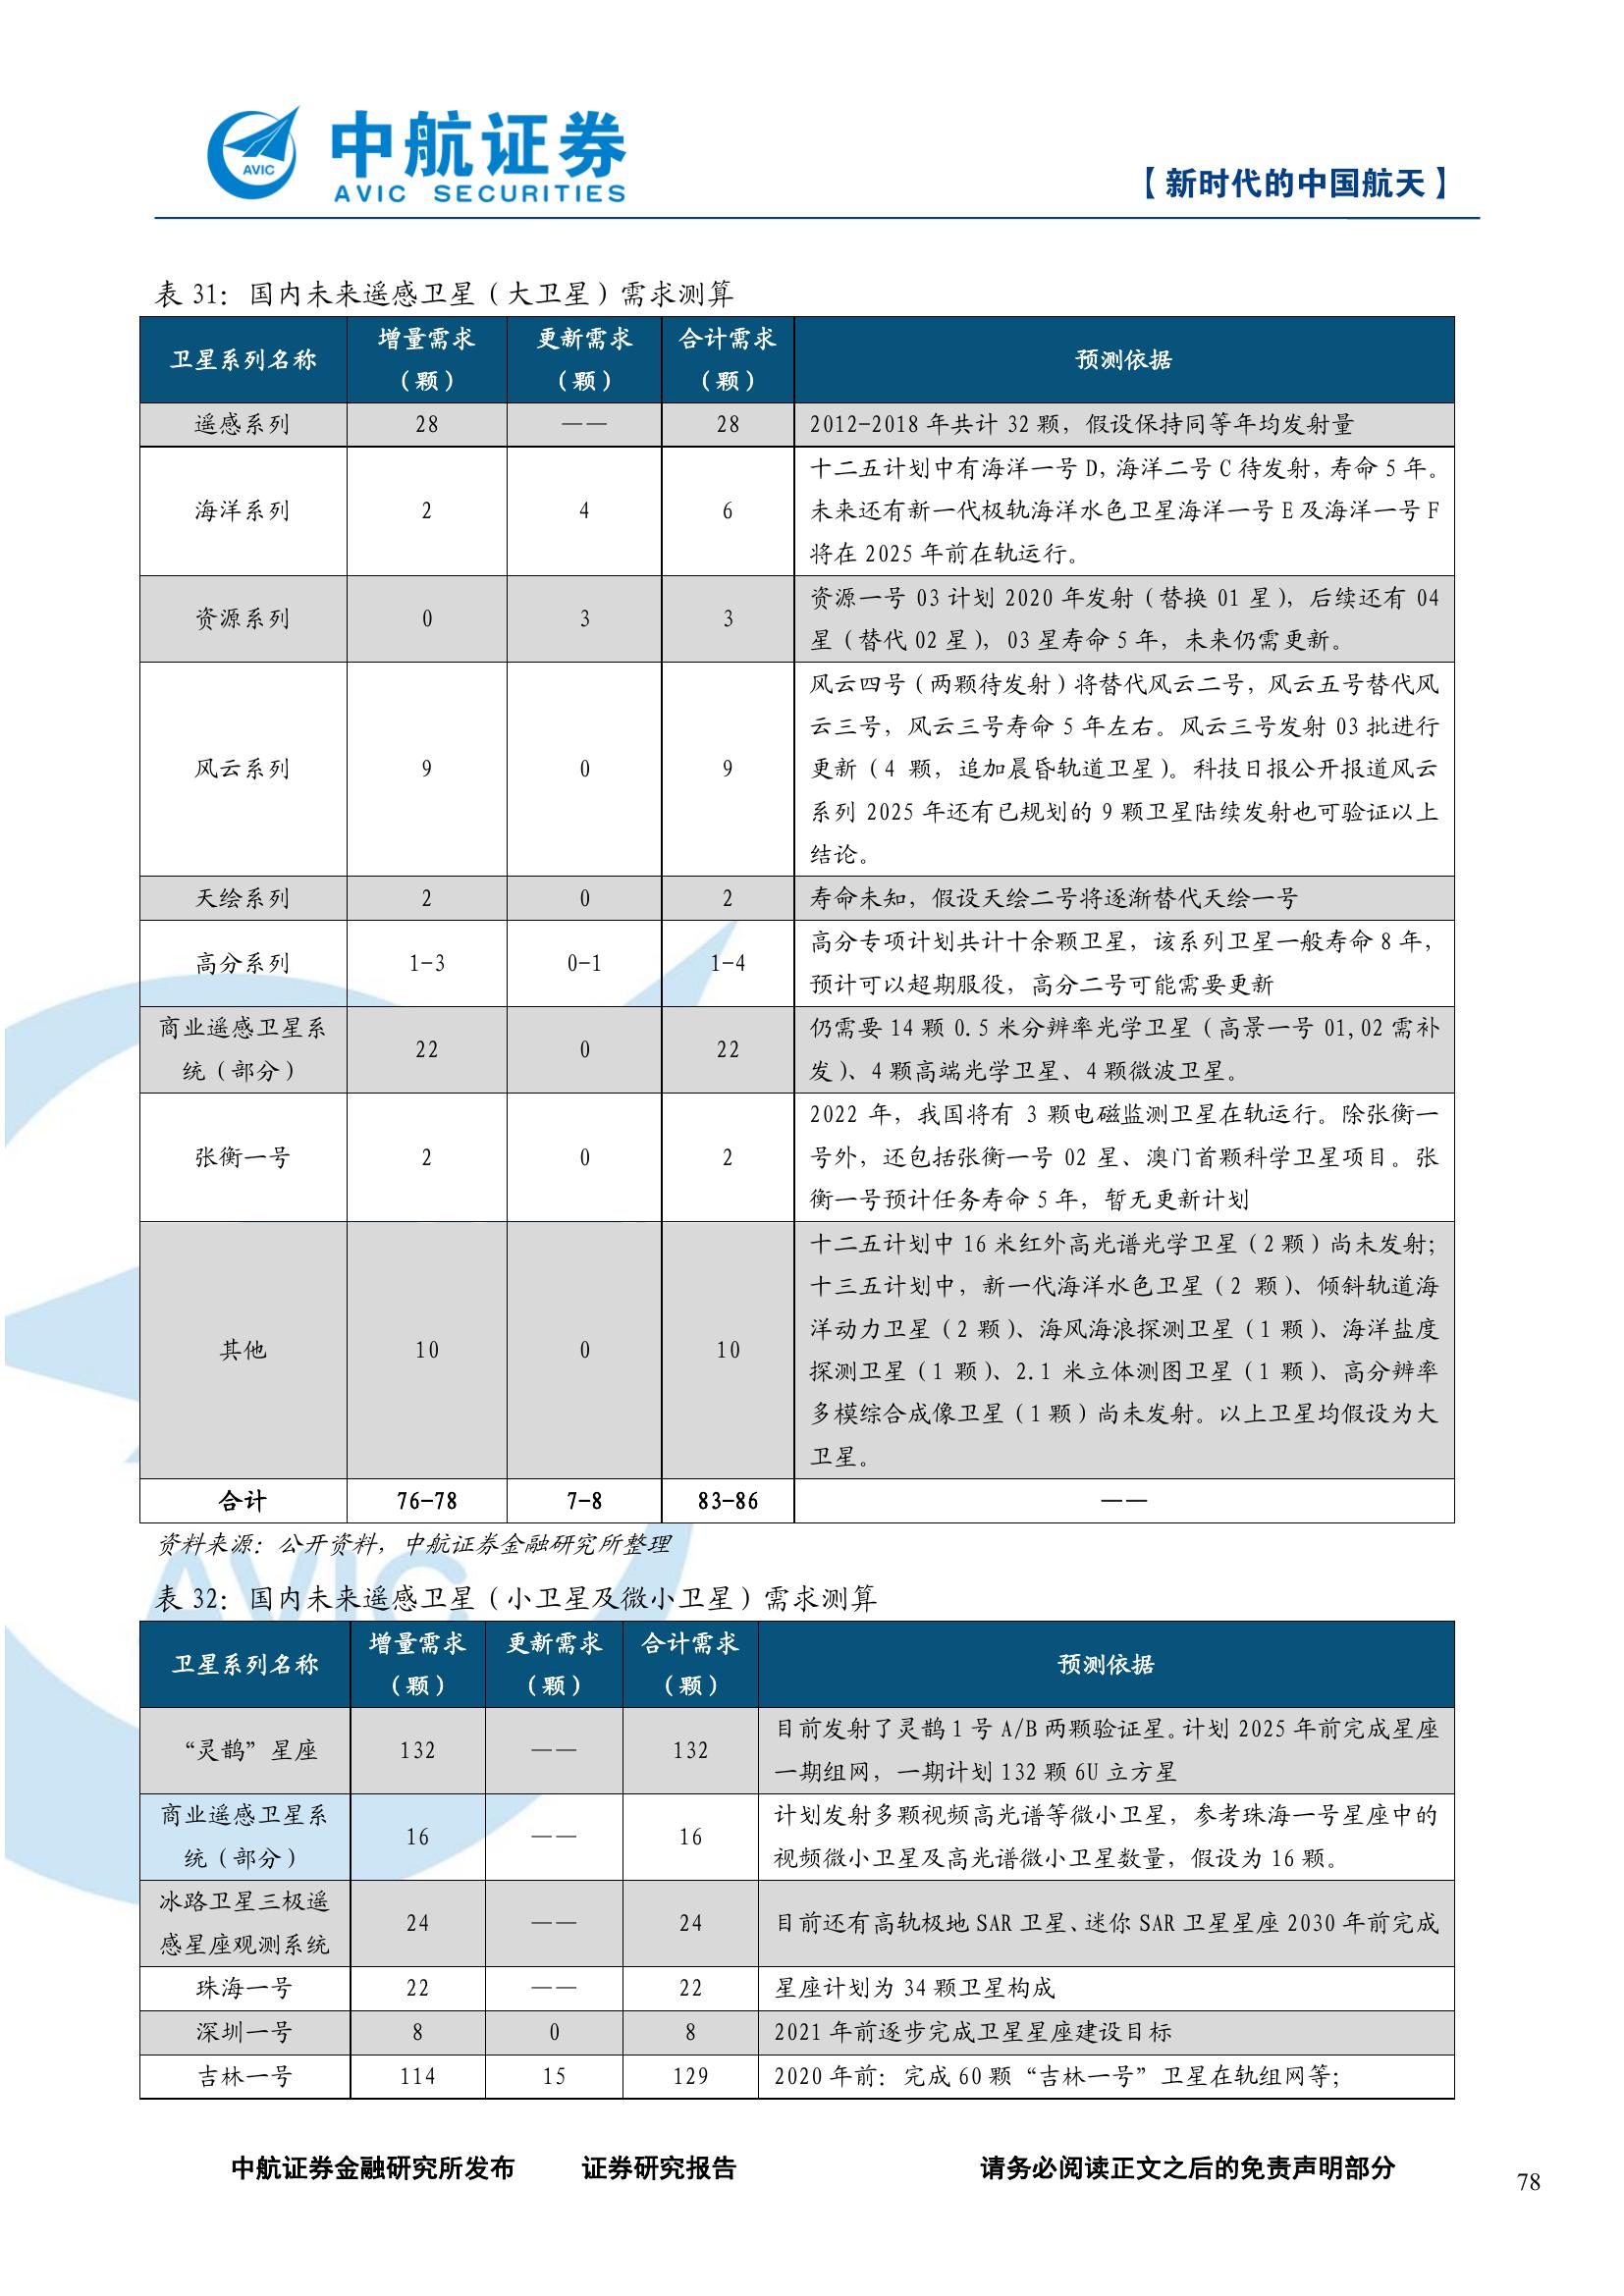 中航证券
AVIC SECURITIES
AVIC
【新时代的中国航天】
表 31：国内未来遥感卫星（大卫星）需求测算
卫星系列名称
增量需求
（颗）
更新需求
（颗）
合计需求
（颗）
预测依据
遥感系列
28
——
28
2012-2018 年共计 32 颗，假设保持同等年均发射量
海洋系列
2
4
6
十二五计划中有海洋一号 D, 海洋二号 C 待发射, 寿命 5 年。
未来还有新一代极轨海洋水色卫星海洋一号 E 及海洋一号 F
将在 2025 年前在轨运行。
资源系列
0
3
3
资源一号 03 计划 2020 年发射（替换 01 星），后续还有 04
星（替代 02 星），03 星寿命 5 年，未来仍需更新。
风云系列
9
0
9
风云四号（两颗待发射）将替代风云二号，风云五号替代风
云三号，风云三号寿命 5 年左右。风云三号发射 03 批进行
更新（4 颗，追加晨昏轨道卫星）。科技日报公开报道风云
系列 2025 年还有已规划的 9 颗卫星陆续发射也可验证以上
结论。
天绘系列
2
0
2
寿命未知，假设天绘二号将逐渐替代天绘一号
高分系列
1-3
0-1
1-4
高分专项计划共计十余颗卫星，该系列卫星一般寿命 8 年，
预计可以超期服役，高分二号可能需要更新
商业遥感卫星系
统（部分）
22
0
22
仍需要 14 颗 0.5 米分辨率光学卫星（高景一号 01,02 需补
发）、4 颗高端光学卫星、4 颗微波卫星。
张衡一号
2
0
2
2022 年，我国将有 3 颗电磁监测卫星在轨运行。除张衡一
号外，还包括张衡一号 02 星、澳门首颗科学卫星项目。张
衡一号预计任务寿命 5 年，暂无更新计划
其他
10
0
10
十二五计划中 16 米红外高光谱光学卫星（2 颗）尚未发射；
十三五计划中，新一代海洋水色卫星（2 颗）、倾斜轨道海
洋动力卫星（2 颗）、海风海浪探测卫星（1 颗）、海洋盐度
探测卫星（1 颗）、2.1 米立体测图卫星（1 颗）、高分辨率
多模综合成像卫星（1 颗）尚未发射。以上卫星均假设为大
卫星。
合计
76-78
7-8
83-86
——
资料来源：公开资料，中航证券金融研究所整理
表 32：国内未来遥感卫星（小卫星及微小卫星）需求测算
卫星系列名称
增量需求
（颗）
更新需求
（颗）
合计需求
（颗）
预测依据
“灵鹊”星座
132
——
132
目前发射了灵鹊 1 号 A/B 两颗验证星。计划 2025 年前完成星座
一期组网，一期计划 132 颗 6U 立方星
商业遥感卫星系
统（部分）
16
——
16
计划发射多颗视频高光谱等微小卫星，参考珠海一号星座中的
视频微小卫星及高光谱微小卫星数量，假设为 16 颗。
冰路卫星三极遥
感星座观测系统
24
——
24
目前还有高轨极地 SAR 卫星、迷你 SAR 卫星星座 2030 年前完成
珠海一号
22
——
22
星座计划为 34 颗卫星构成
深圳一号
8
0
8
2021 年前逐步完成卫星星座建设目标
吉林一号
114
15
129
2020 年前：完成 60 颗“吉林一号”卫星在轨组网等；
AVIC
中航证券金融研究所发布 证券研究报告 请务必阅读正文之后的免责声明部分
78